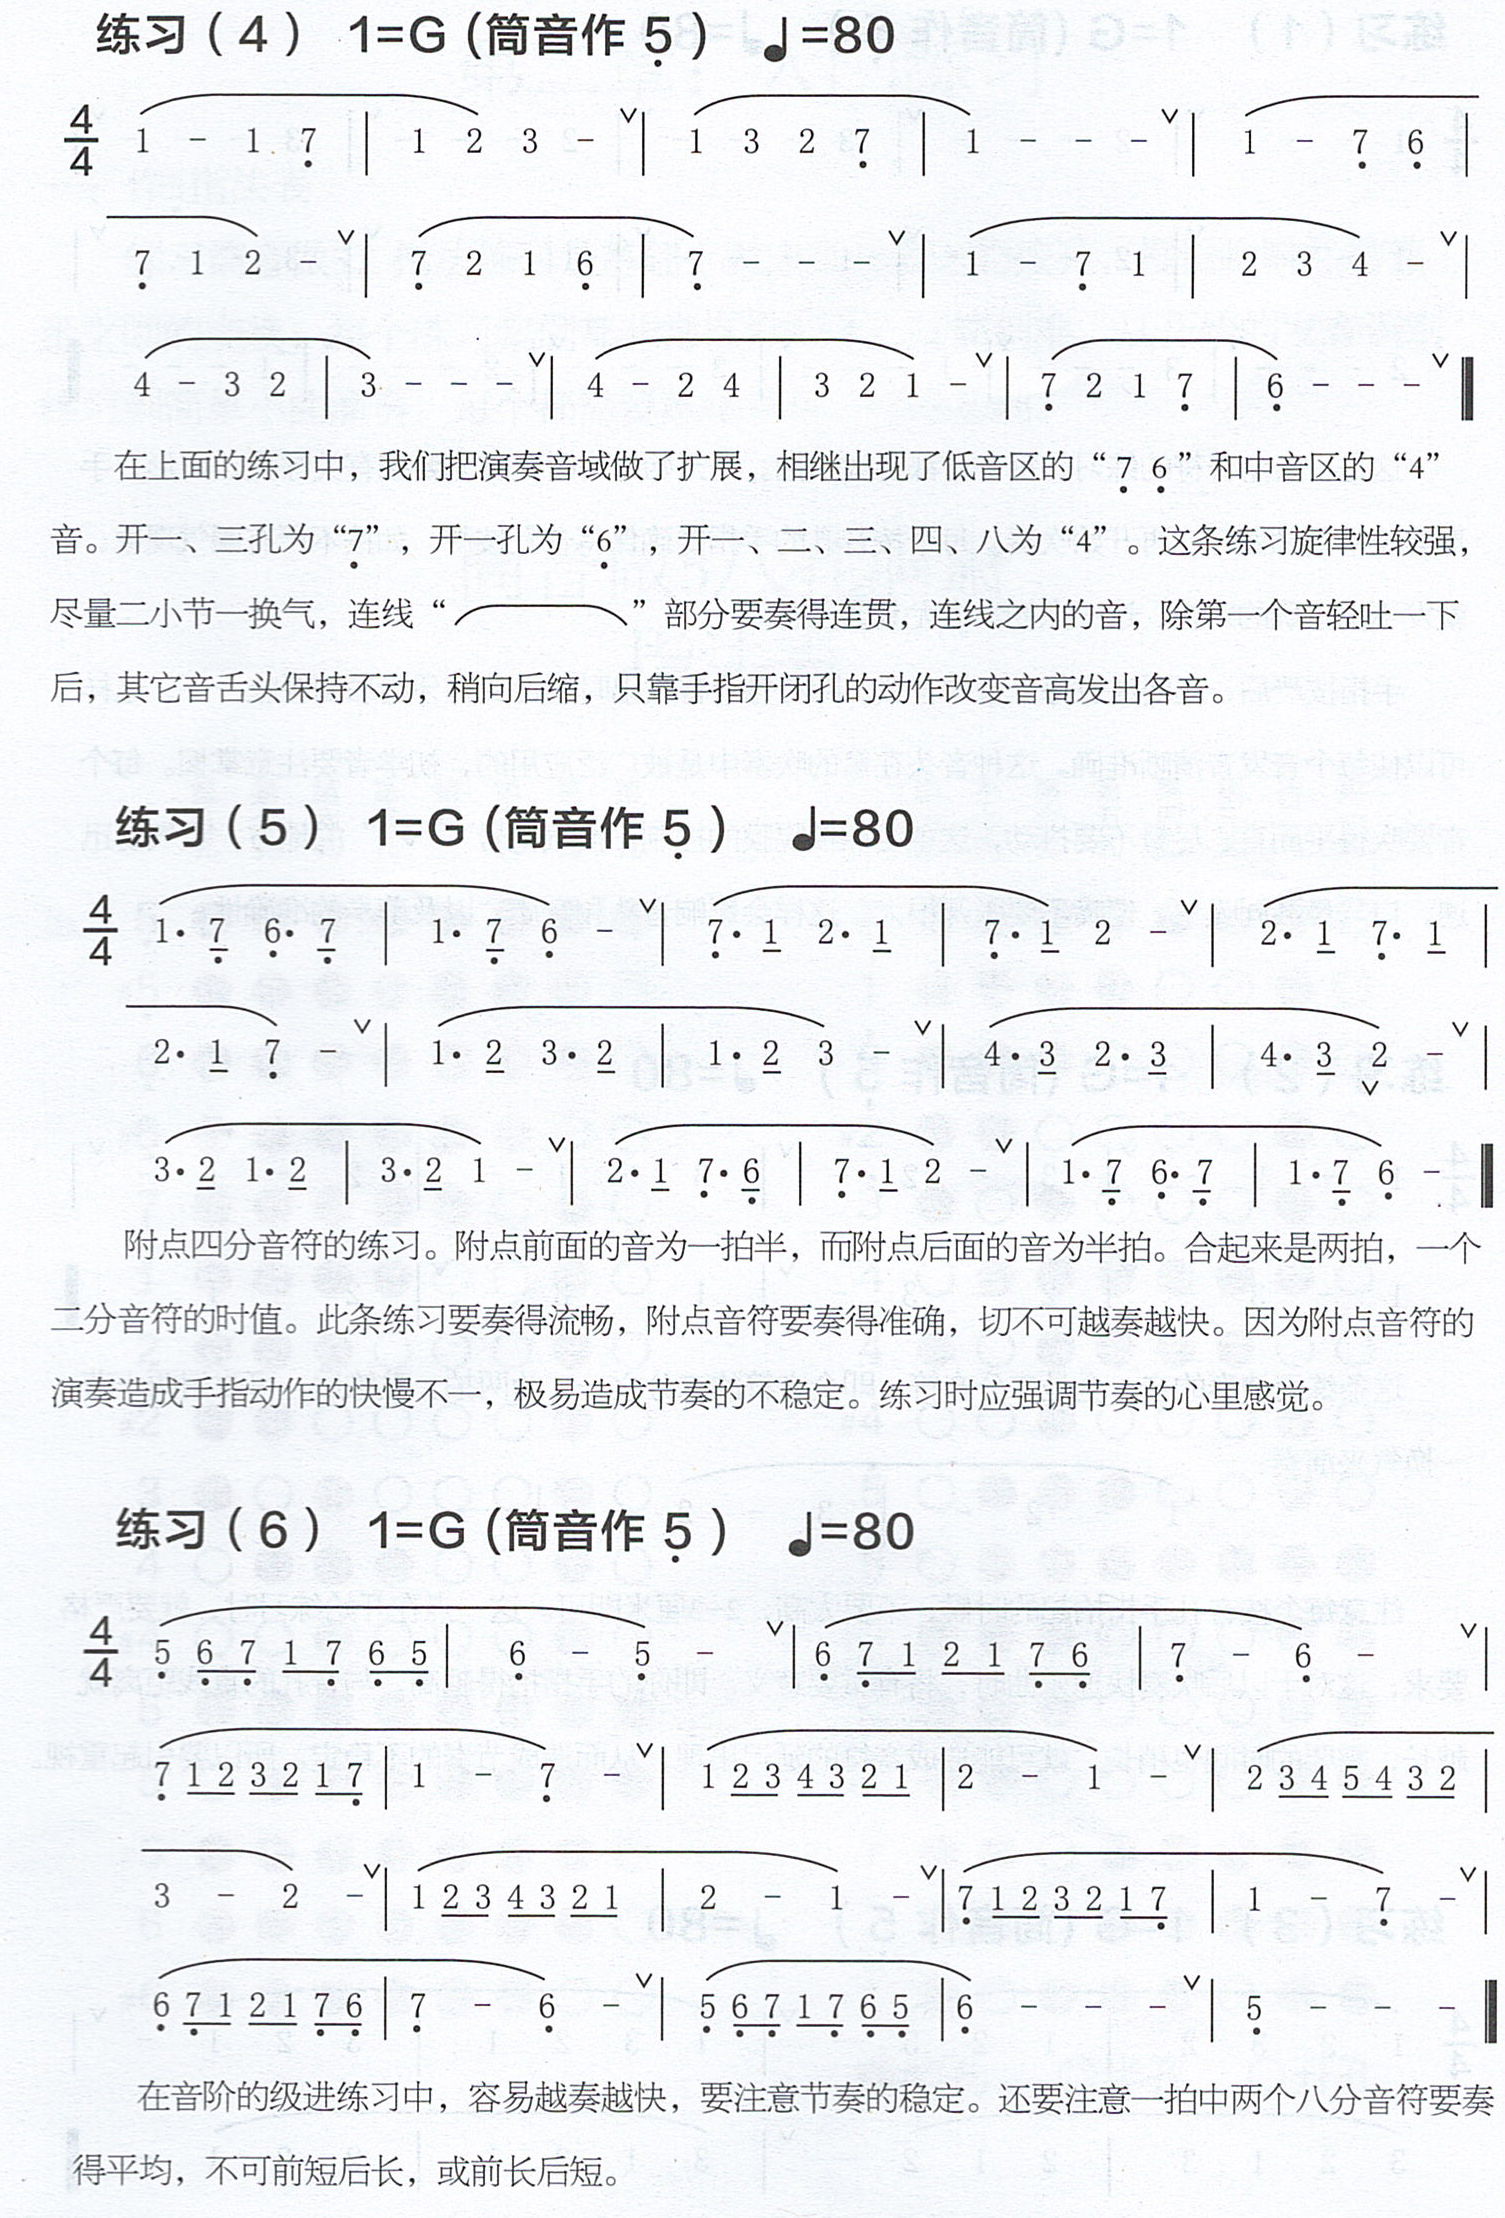 练习（4） 1=G (筒音作 5̣ ) ♩=80
4/4 1 - 1 7̣ | 1 2 3 - ∨| 1 3 2 7̣ | 1 - - - ∨| 1 - 7̣ 6̣ |
7̣ 1 2 - ∨| 7̣ 2 1 6̣ | 7̣ - - - ∨| 1 - 7̣ 1 | 2 3 4 - ∨|
4 - 3 2 | 3 - - - ∨| 4 - 2 4 | 3 2 1 - ∨| 7̣ 2 1 7̣ | 6̣ - - - ∨‖
在上面的练习中，我们把演奏音域做了扩展，相继出现了低音区的“7̣ 6̣”和中音区的“4”
音。开一、三孔为“7̣”，开一孔为“6̣”，开一、二、三、四、八为“4”。这条练习旋律性较强，
尽量二小节一换气，连线“⌒”部分要奏得连贯，连线之内的音，除第一个音轻吐一下
后，其它音舌头保持不动，稍向后缩，只靠手指开闭孔的动作改变音高发出各音。
练习（5） 1=G (筒音作 5̣ ) ♩=80
4/4 1· 7̣̲ 6̣· 7̣̲ | 1· 7̣̲ 6̣ - ∨| 7̣· 1̲ 2· 1̲ | 7̣· 1̲ 2 - ∨| 2· 1̲ 7̣· 1̲ |
2· 1̲ 7̣ - ∨| 1· 2̲ 3· 2̲ | 1· 2̲ 3 - ∨| 4· 3̲ 2· 3̲ | 4· 3̲ 2 - ∨|
∨
3· 2̲ 1· 2̲ | 3· 2̲ 1 - ∨| 2· 1̲ 7̣· 6̣̲ | 7̣· 1̲ 2 - ∨| 1· 7̣̲ 6̣· 7̣̲ | 1· 7̣̲ 6̣ - ‖
附点四分音符的练习。附点前面的音为一拍半，而附点后面的音为半拍。合起来是两拍，一个
二分音符的时值。此条练习要奏得流畅，附点音符要奏得准确，切不可越奏越快。因为附点音符的
演奏造成手指动作的快慢不一，极易造成节奏的不稳定。练习时应强调节奏的心里感觉。
练习（6） 1=G (筒音作 5̣ ) ♩=80
4/4 5̣ 6̣̲ 7̣̲ 1̲ 7̣̲ 6̣̲ 5̣̲ | 6̣ - 5̣ - ∨| 6̣ 7̣̲ 1̲ 2̲ 1̲ 7̣̲ 6̣̲ | 7̣ - 6̣ - ∨|
7̣ 1̲ 2̲ 3̲ 2̲ 1̲ 7̣̲ | 1 - 7̣ - ∨| 1 2̲ 3̲ 4̲ 3̲ 2̲ 1̲ | 2 - 1 - ∨| 2 3̲ 4̲ 5̲ 4̲ 3̲ 2̲ |
3 - 2 - ∨| 1 2̲ 3̲ 4̲ 3̲ 2̲ 1̲ | 2 - 1 - ∨| 7̣ 1̲ 2̲ 3̲ 2̲ 1̲ 7̣̲ | 1 - 7̣ - ∨|
6̣ 7̣̲ 1̲ 2̲ 1̲ 7̣̲ 6̣̲ | 7̣ - 6̣ - ∨| 5̣ 6̣̲ 7̣̲ 1̲ 7̣̲ 6̣̲ 5̣̲ | 6̣ - - - ∨| 5̣ - - - ‖
在音阶的级进练习中，容易越奏越快，要注意节奏的稳定。还要注意一拍中两个八分音符要奏
得平均，不可前短后长，或前长后短。